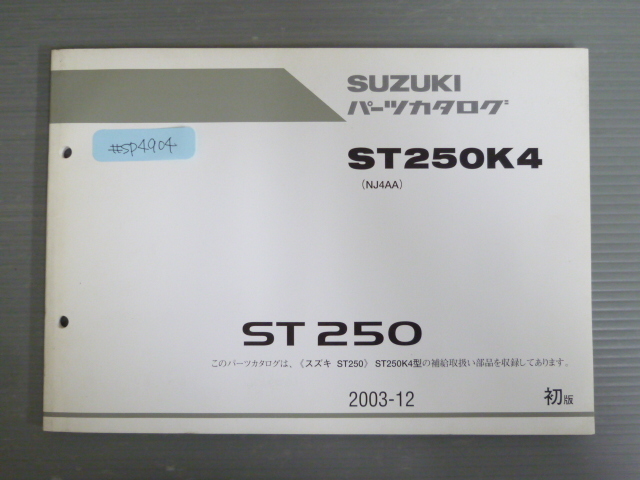 SUZUKI
パーツカタログ
#SP4904
ST250K4
(NJ4AA)
ST 250
このパーツカタログは、〈スズキ ST250〉 ST250K4型の補給取扱い部品を収録してあります。
2003-12 初版